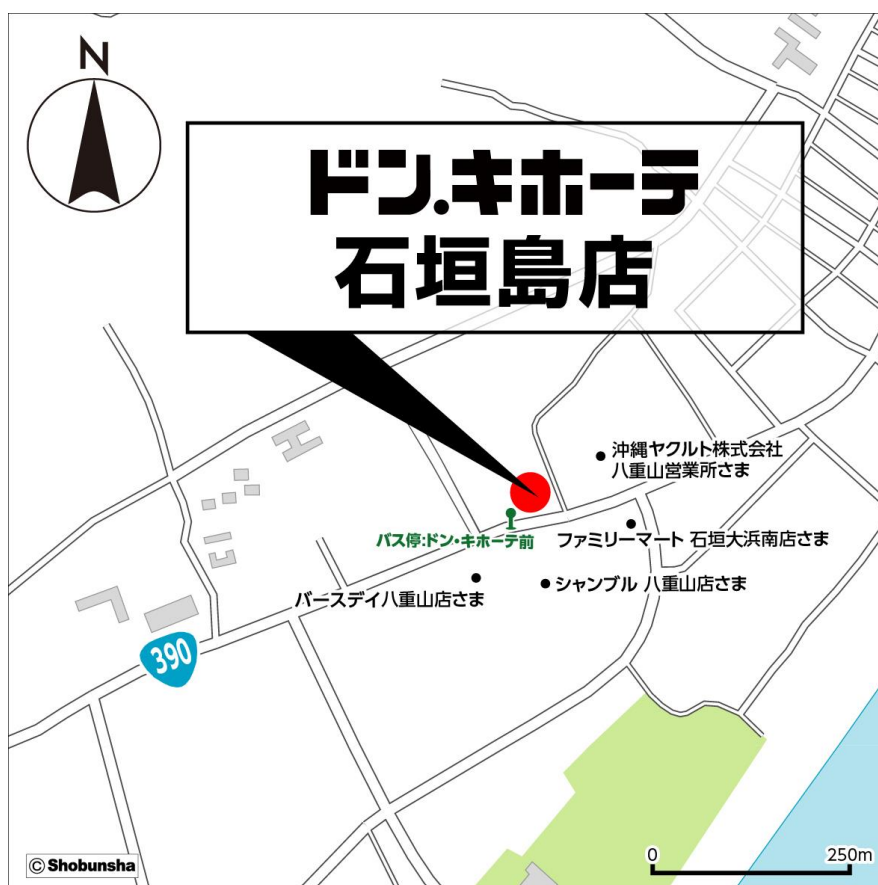 N
ドン.キホーテ
石垣島店
沖縄ヤクルト株式会社
八重山営業所さま
バス停:ドン・キホーテ前
ファミリーマート 石垣大浜南店さま
バースデイ八重山店さま
シャンブル 八重山店さま
390
© Shobunsha
0
250m